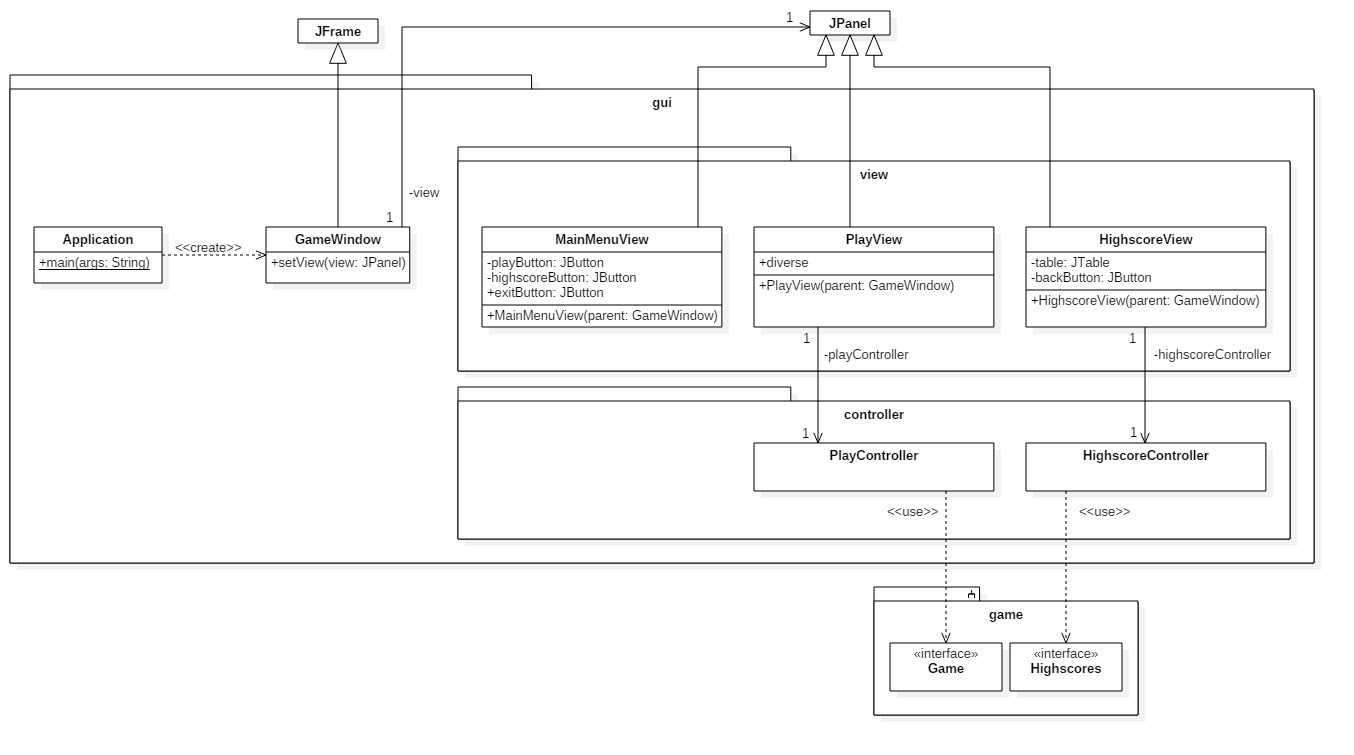 JFrame
1
JPanel
gui
view
-view
1
Application
+main(args: String)
<<create>>
GameWindow
+setView(view: JPanel)
MainMenuView
-playButton: JButton
-highscoreButton: JButton
+exitButton: JButton
+MainMenuView(parent: GameWindow)
PlayView
+diverse
+PlayView(parent: GameWindow)
HighscoreView
-table: JTable
-backButton: JButton
+HighscoreView(parent: GameWindow)
1
-playController
1
-highscoreController
controller
1
PlayController
1
HighscoreController
<<use>>
<<use>>
game
«interface»
Game
«interface»
Highscores